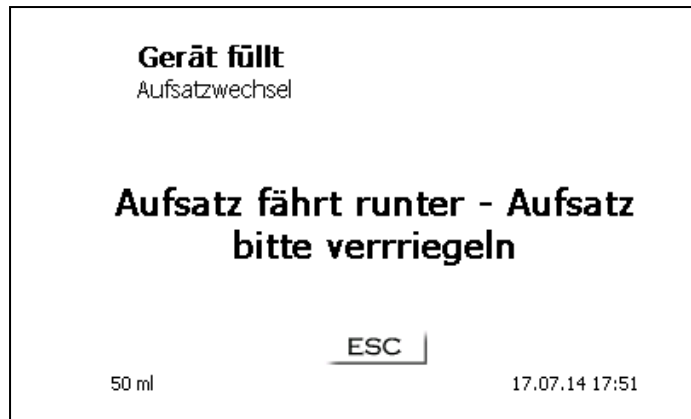 Gerät füllt
Aufsatzwechsel
Aufsatz fährt runter - Aufsatz
bitte verrriegeln
ESC
50 ml
17.07.14 17:51